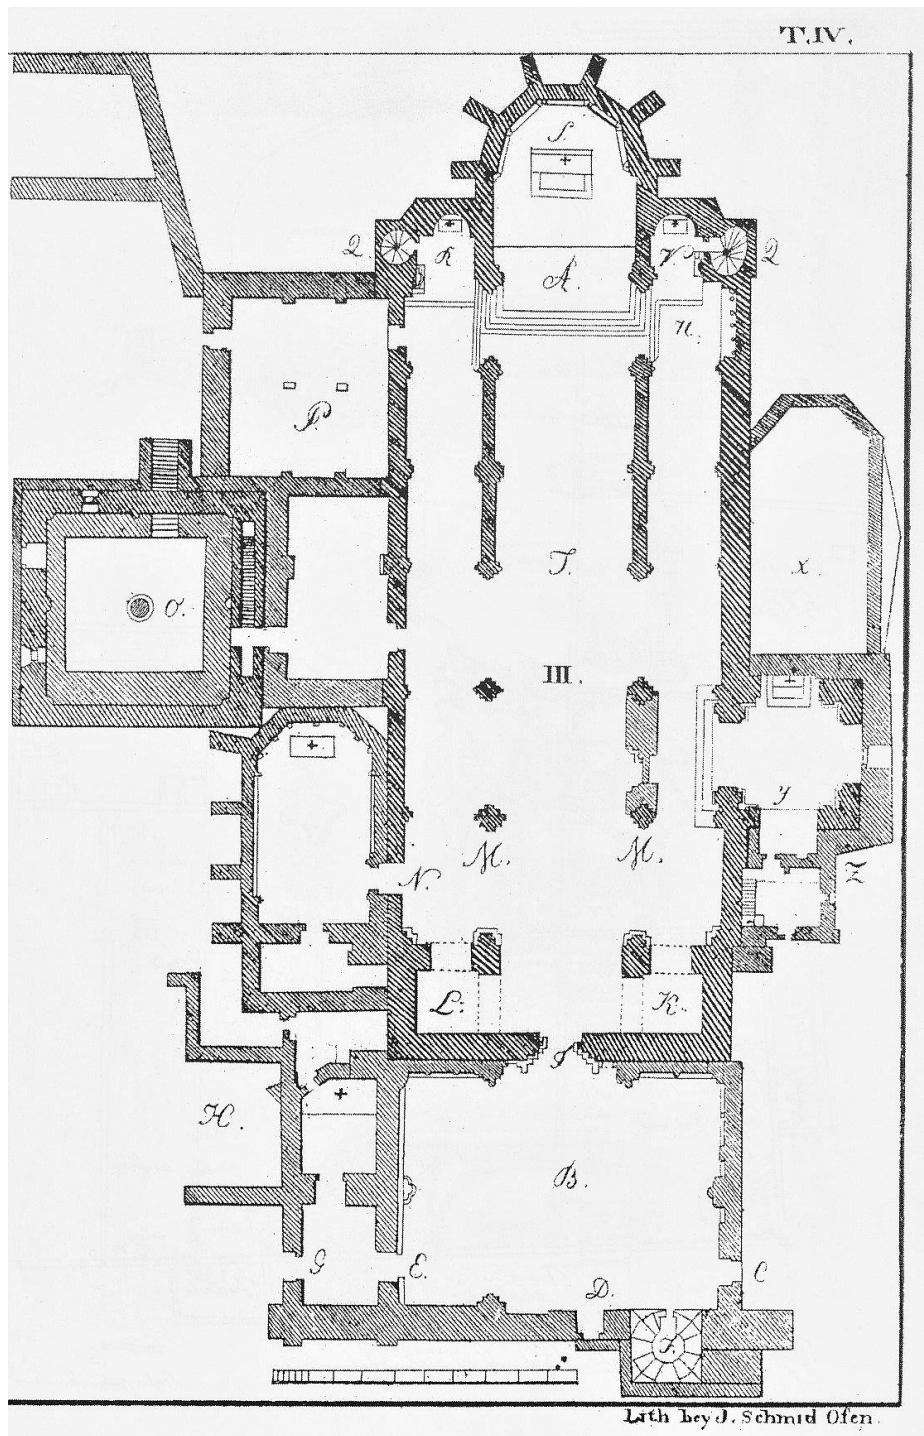 T.IV.
S.
Q
R
V
Q
A.
U.
P.
T.
X.
O.
III.
Y
M.
M.
N.
Z
L.
K.
J
H.
B.
G
E.
C
D.
F.
Lith bey J. Schmid Ofen.